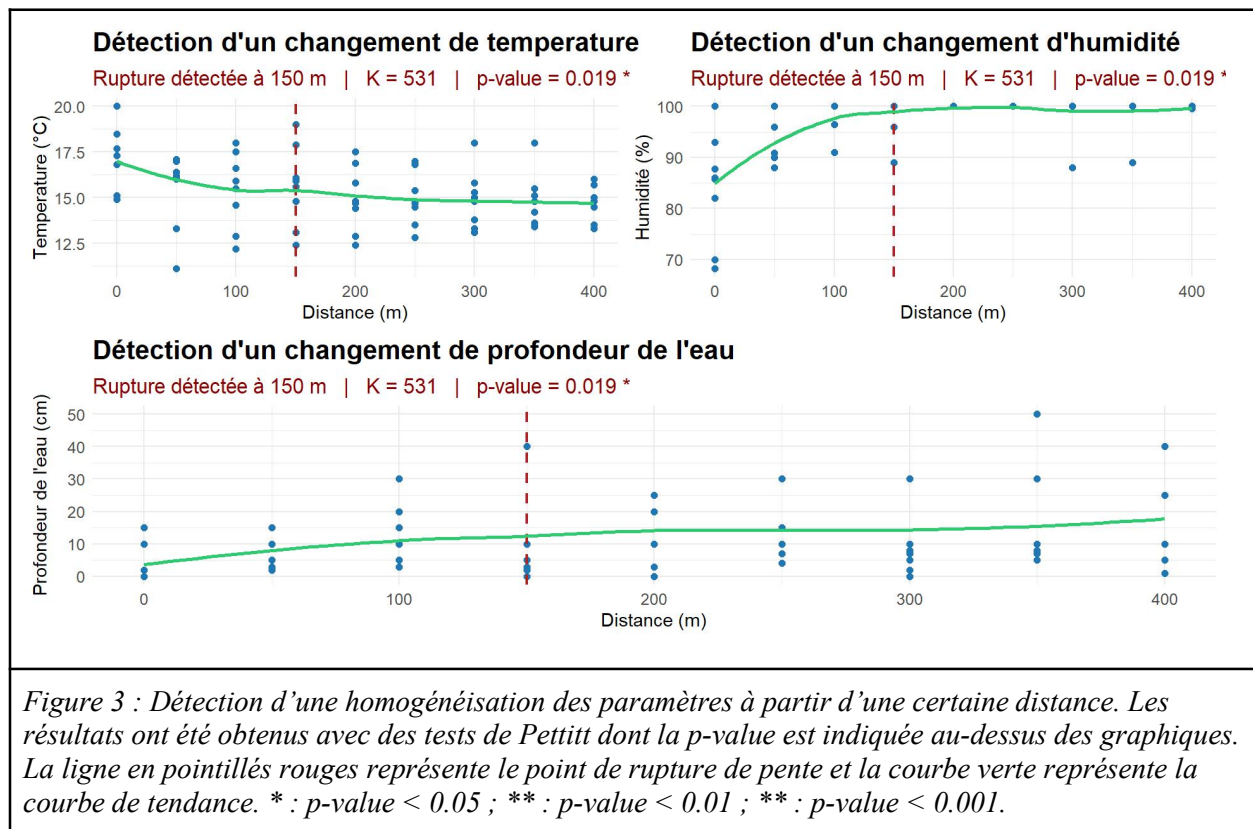 Détection d'un changement de temperature
Rupture détectée à 150 m | K = 531 | p-value = 0.019 *
20.0
17.5
15.0
12.5
Temperature (°C)
0 100 200 300 400
Distance (m)
Détection d'un changement d'humidité
Rupture détectée à 150 m | K = 531 | p-value = 0.019 *
100
90
80
70
Humidité (%)
0 100 200 300 400
Distance (m)
Détection d'un changement de profondeur de l'eau
Rupture détectée à 150 m | K = 531 | p-value = 0.019 *
50
40
30
20
10
0
Profondeur de l'eau (cm)
0 100 200 300 400
Distance (m)
Figure 3 : Détection d’une homogénéisation des paramètres à partir d’une certaine distance. Les
résultats ont été obtenus avec des tests de Pettitt dont la p-value est indiquée au-dessus des graphiques.
La ligne en pointillés rouges représente le point de rupture de pente et la courbe verte représente la
courbe de tendance. * : p-value < 0.05 ; ** : p-value < 0.01 ; ** : p-value < 0.001.